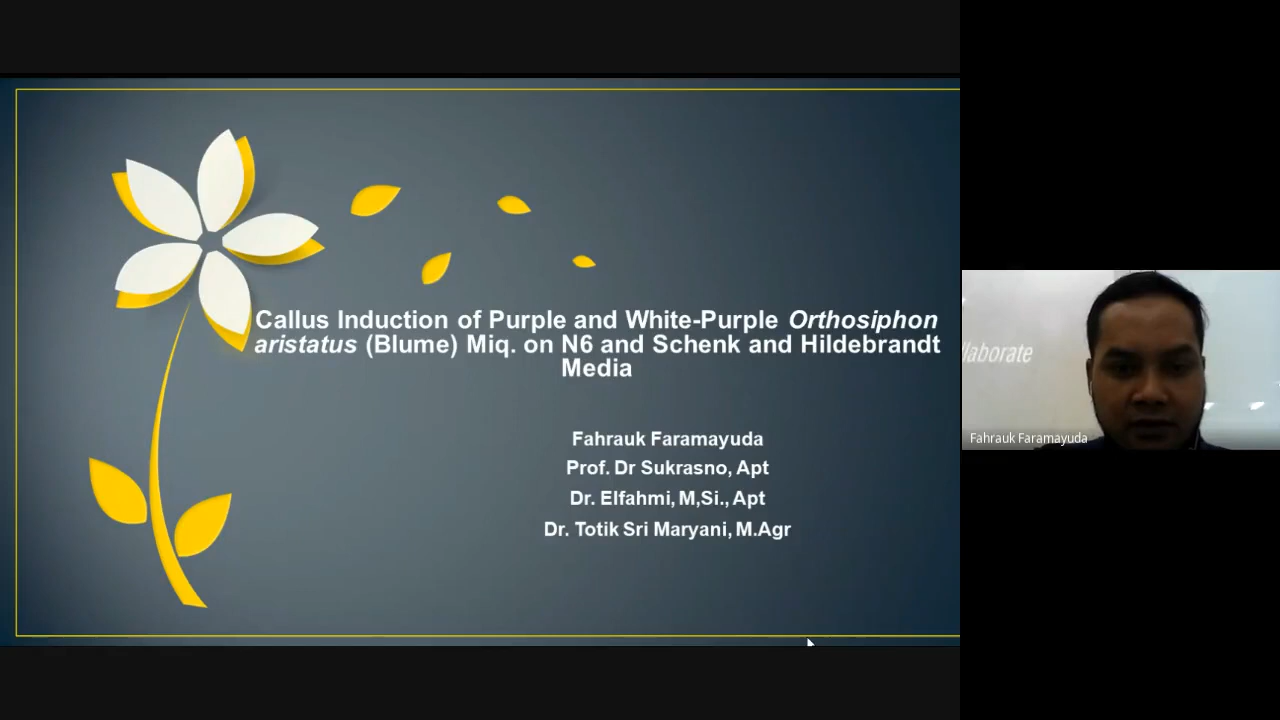 Callus Induction of Purple and White-Purple Orthosiphon
aristatus (Blume) Miq. on N6 and Schenk and Hildebrandt
Media
Fahrauk Faramayuda
Prof. Dr Sukrasno, Apt
Dr. Elfahmi, M,Si., Apt
Dr. Totik Sri Maryani, M.Agr
llaborate
Fahrauk Faramayuda